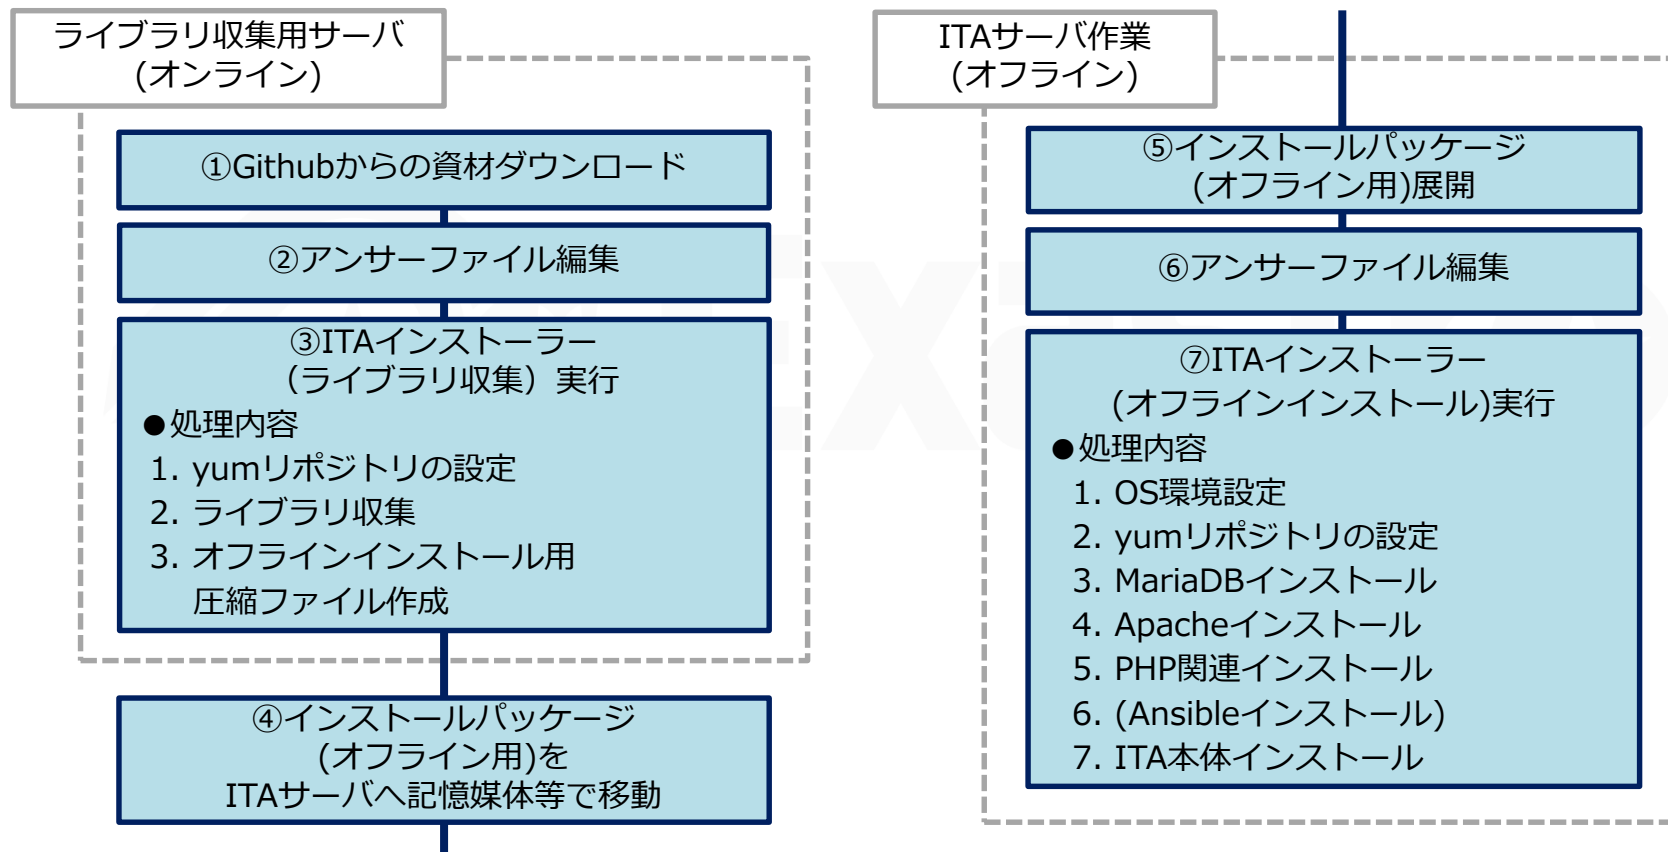 ライブラリ収集用サーバ
(オンライン)
①Githubからの資材ダウンロード
②アンサーファイル編集
③ITAインストーラー
（ライブラリ収集）実行
●処理内容
1. yumリポジトリの設定
2. ライブラリ収集
3. オフラインインストール用
圧縮ファイル作成
④インストールパッケージ
(オフライン用)を
ITAサーバへ記憶媒体等で移動
ITAサーバ作業
(オフライン)
⑤インストールパッケージ
(オフライン用)展開
⑥アンサーファイル編集
⑦ITAインストーラー
(オフラインインストール)実行
●処理内容
1. OS環境設定
2. yumリポジトリの設定
3. MariaDBインストール
4. Apacheインストール
5. PHP関連インストール
6. (Ansibleインストール)
7. ITA本体インストール